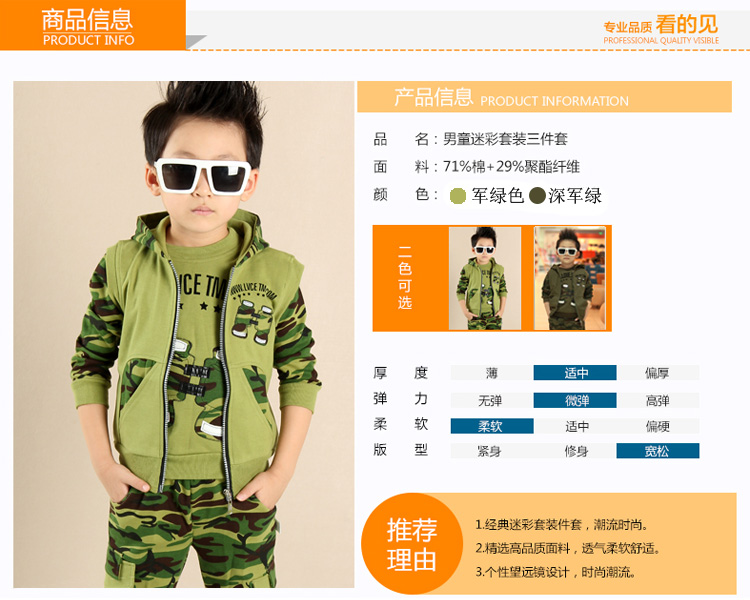 商品信息
PRODUCT INFO
专业品质 看的见
PROFESSIONAL QUALITY VISIBLE
产品信息 PRODUCT INFORMATION
品 名：男童迷彩套装三件套
面 料：71%棉+29%聚酯纤维
颜 色：军绿色 深军绿
二色可选
厚 度 薄 适中 偏厚
弹 力 无弹 微弹 高弹
柔 软 柔软 适中 偏硬
版 型 紧身 修身 宽松
推荐
理由
1.经典迷彩套装件套，潮流时尚。
2.精选高品质面料，透气柔软舒适。
3.个性望远镜设计，时尚潮流。